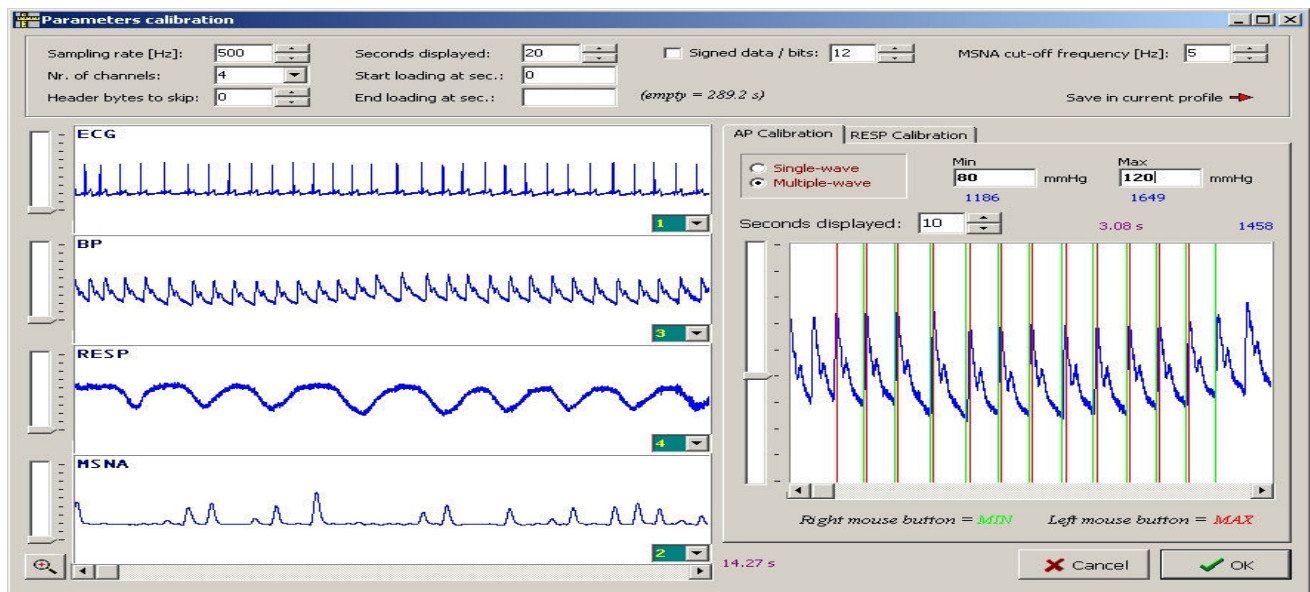 Parameters calibration
Sampling rate [Hz]: 500
Seconds displayed: 20
Signed data / bits: 12
MSNA cut-off frequency [Hz]: 5
Nr. of channels: 4
Start loading at sec.: 0
Header bytes to skip: 0
End loading at sec.:
(empty = 289.2 s)
Save in current profile
ECG
1
BP
3
RESP
4
MSNA
2
AP Calibration
RESP Calibration
Single-wave
Multiple-wave
Min
80 mmHg
1186
Max
120 mmHg
1649
Seconds displayed: 10
3.08 s
1458
Right mouse button = MIN
Left mouse button = MAX
14.27 s
Cancel
OK